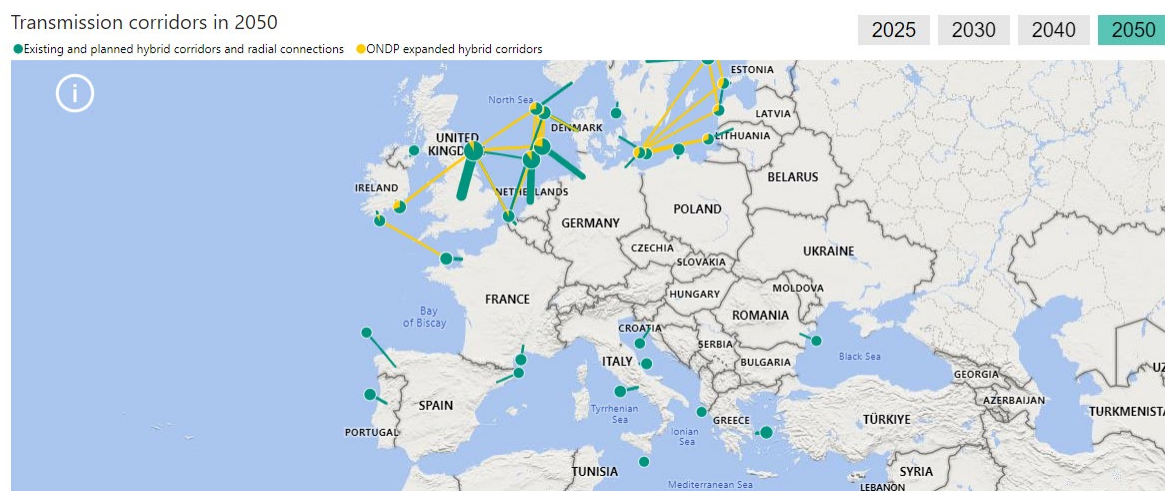 Transmission corridors in 2050
2025
2030
2040
2050
Existing and planned hybrid corridors and radial connections
ONDP expanded hybrid corridors
i
ESTONIA
North Sea
LATVIA
DENMARK
LITHUANIA
UNITED
KINGD
BELARUS
IRELAND
NETHERLANDS
POLAND
GERMANY
CZECHIA
UKRAINE
SLOVAKIA
MOLDOVA
HUNGARY
FRANCE
Bay
of Biscay
ROMANIA
CROATIA
SERBIA
Black Sea
ITALY
BULGARIA
UZ
GEORGIA
SPAIN
AZERBAIJAN
Tyrrhenian
Sea
TURKMENIST
GREECE
TÜRKIYE
PORTUGAL
Ionian
Sea
TUNISIA
SYRIA
Mediterranean Sea
LEBANON